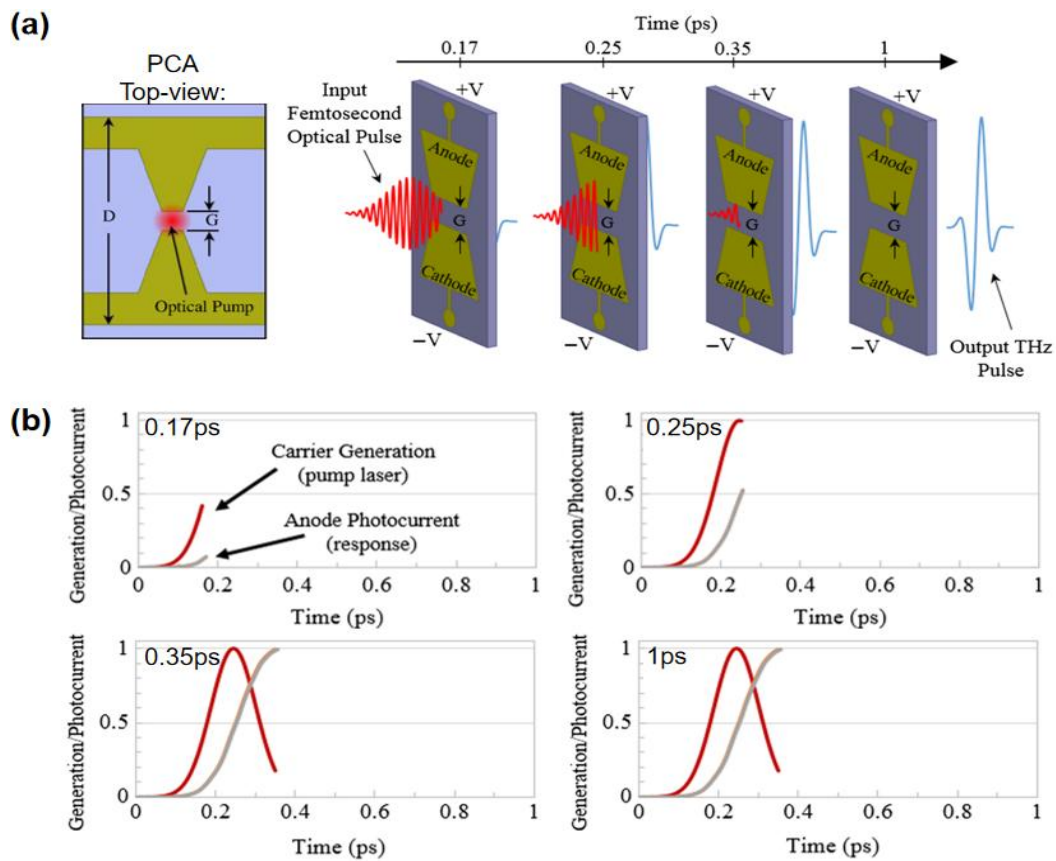 (a)
Time (ps)
0.17
0.25
0.35
1
PCA
Top-view:
D
G
Optical Pump
Input
Femtosecond
Optical Pulse
+V
Anode
G
Cathode
−V
+V
Anode
G
Cathode
−V
+V
Anode
G
Cathode
−V
+V
Anode
G
Cathode
−V
Output THz
Pulse
(b)
Generation/Photocurrent
1
0.5
0
0.17ps
Carrier Generation
(pump laser)
Anode Photocurrent
(response)
0 0.2 0.4 0.6 0.8 1
Time (ps)
Generation/Photocurrent
1
0.5
0
0.25ps
0 0.2 0.4 0.6 0.8 1
Time (ps)
Generation/Photocurrent
1
0.5
0
0.35ps
0 0.2 0.4 0.6 0.8 1
Time (ps)
Generation/Photocurrent
1
0.5
0
1ps
0 0.2 0.4 0.6 0.8 1
Time (ps)